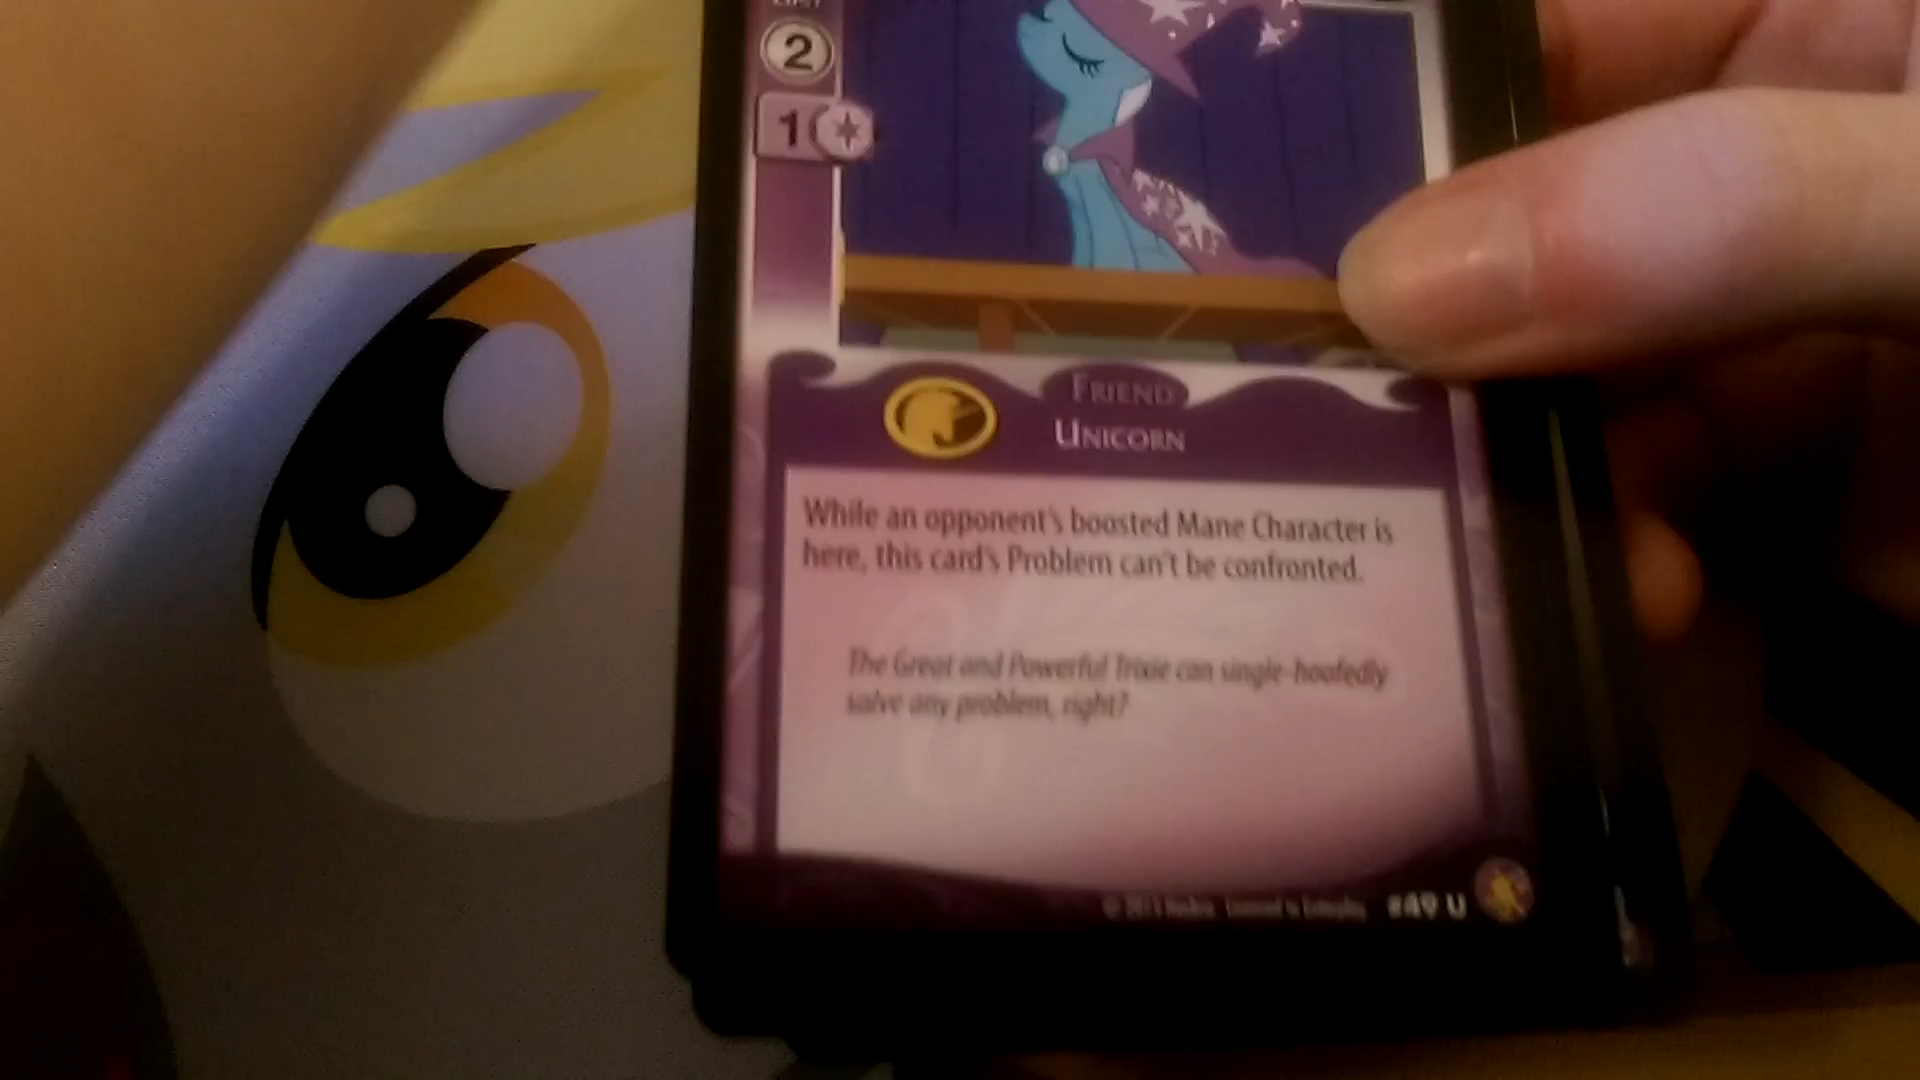 2
1
FRIEND
UNICORN
While an opponent's boosted Mane Character is
here, this card's Problem can't be confronted.
The Great and Powerful Trixie can single-hoofedly
solve any problem, right?
#49 U